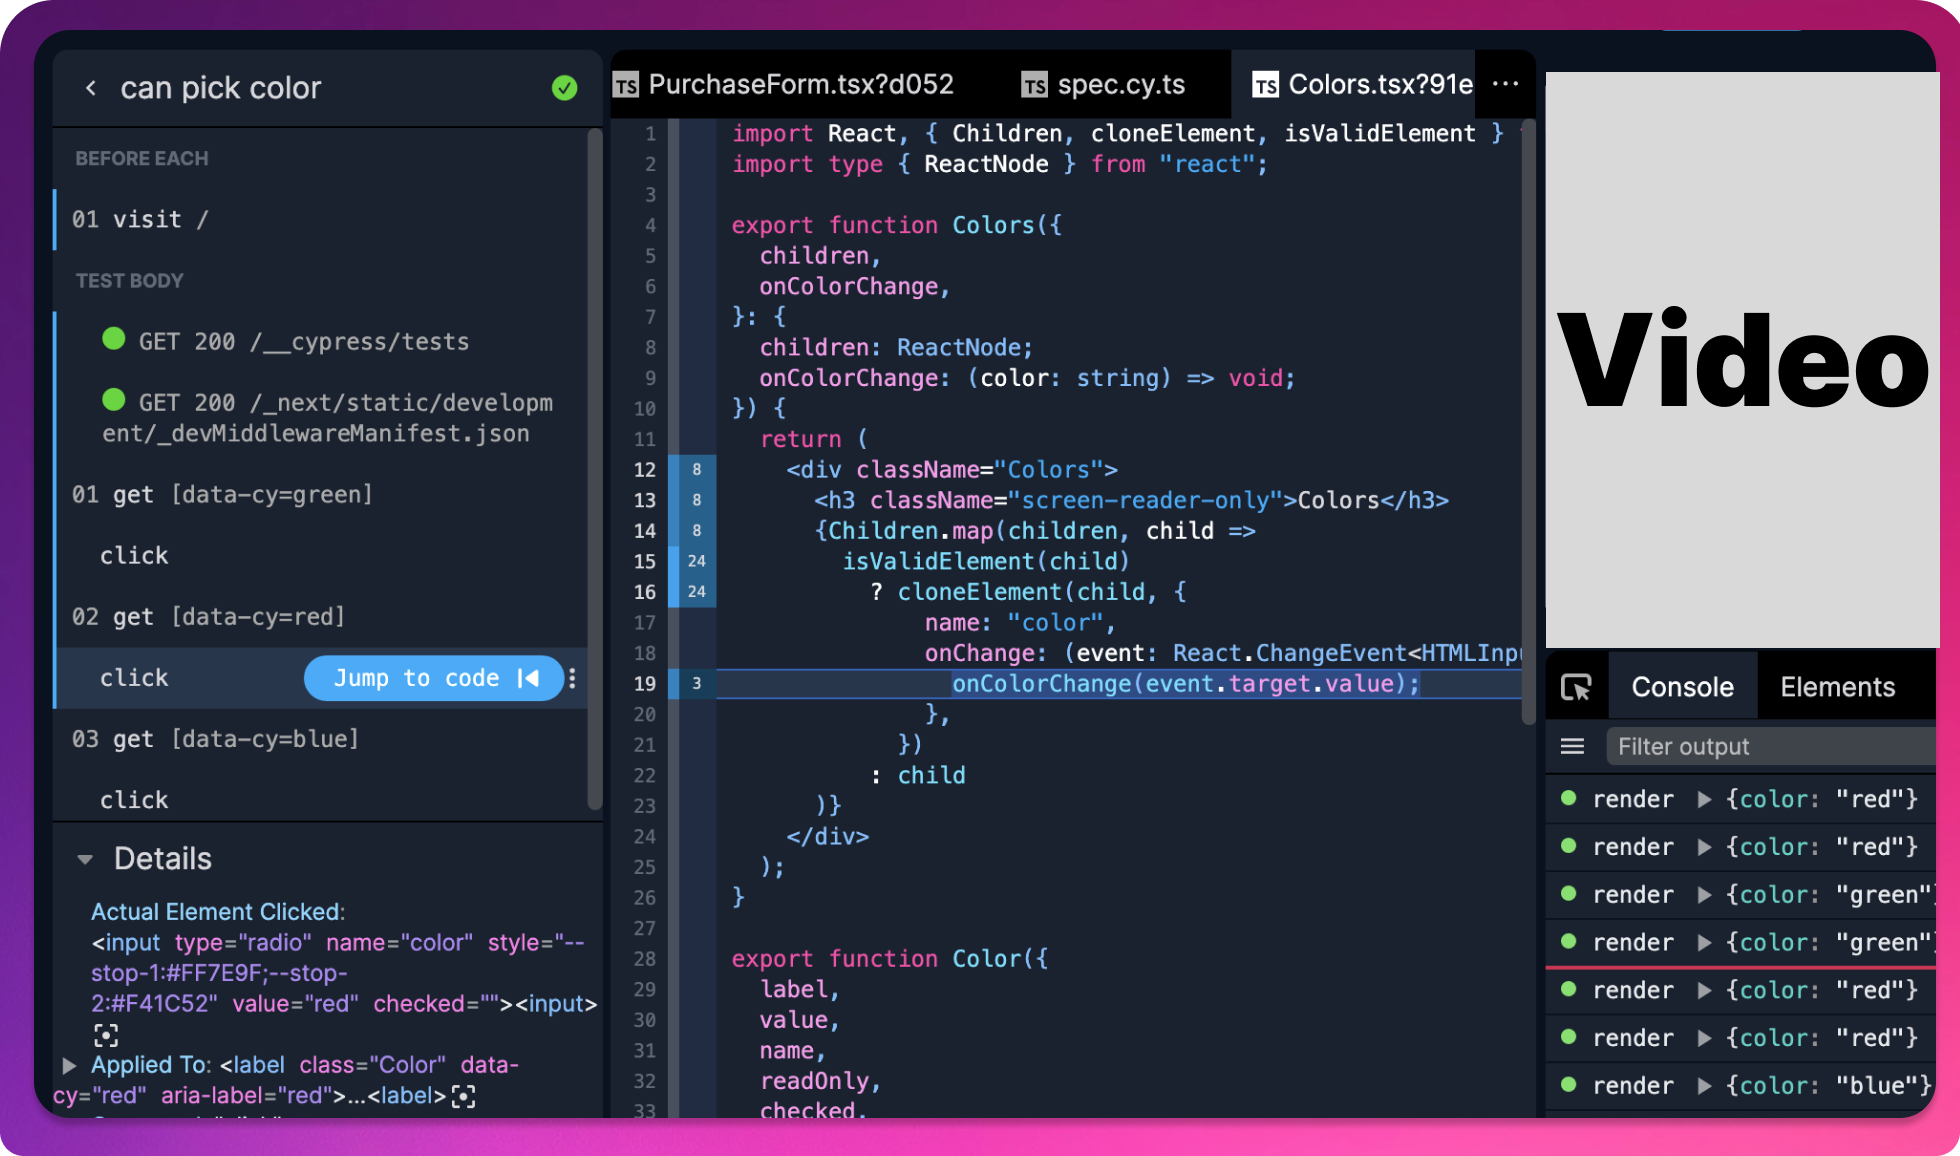 can pick color
BEFORE EACH
01 visit /
TEST BODY
GET 200 /__cypress/tests
GET 200 /_next/static/developm
ent/_devMiddlewareManifest.json
01 get [data-cy=green]
click
02 get [data-cy=red]
click
Jump to code
03 get [data-cy=blue]
click
Details
Actual Element Clicked:
<input type="radio" name="color" style="--
stop-1:#FF7E9F;--stop-
2:#F41C52" value="red" checked=""><input>
Applied To: <label class="Color" data-
cy="red" aria-label="red">…<label>
TS PurchaseForm.tsx?d052
TS spec.cy.ts
TS Colors.tsx?91e
1 import React, { Children, cloneElement, isValidElement }
2 import type { ReactNode } from "react";
3
4 export function Colors({
5 children,
6 onColorChange,
7 }: {
8 children: ReactNode;
9 onColorChange: (color: string) => void;
10 }) {
11 return (
12 8 <div className="Colors">
13 8 <h3 className="screen-reader-only">Colors</h3>
14 8 {Children.map(children, child =>
15 24 isValidElement(child)
16 24 ? cloneElement(child, {
17 name: "color",
18 onChange: (event: React.ChangeEvent<HTMLInpu
19 3 onColorChange(event.target.value);
20 },
21 })
22 : child
23 )}
24 </div>
25 );
26 }
27
28 export function Color({
29 label,
30 value,
31 name,
32 readOnly,
33 checked,
Video
Console
Elements
Filter output
render {color: "red"}
render {color: "red"}
render {color: "green"}
render {color: "green"}
render {color: "red"}
render {color: "red"}
render {color: "blue"}